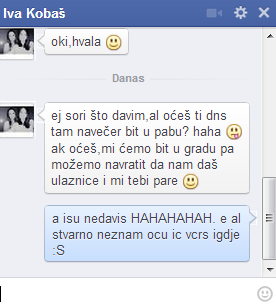 Iva Kobaš
oki,hvala
Danas
ej sori što davim,al oćeš ti dns
tam navečer bit u pabu? haha
ak oćeš,mi ćemo bit u gradu pa
možemo navratit da nam daš
ulaznice i mi tebi pare
a isu nedavis HAHAHAHAH. e al
stvarno neznam ocu ic vcrs igdje
:S